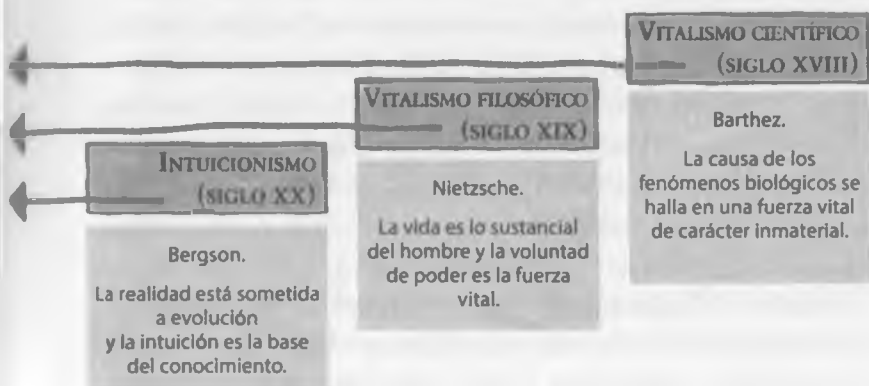 VITALISMO CIENTÍFICO
(SIGLO XVIII)
Barthez.
La causa de los
fenómenos biológicos se
halla en una fuerza vital
de carácter inmaterial.
VITALISMO FILOSÓFICO
(SIGLO XIX)
Nietzsche.
La vida es lo sustancial
del hombre y la voluntad
de poder es la fuerza
vital.
INTUICIONISMO
(SIGLO XX)
Bergson.
La realidad está sometida
a evolución
y la intuición es la base
del conocimiento.